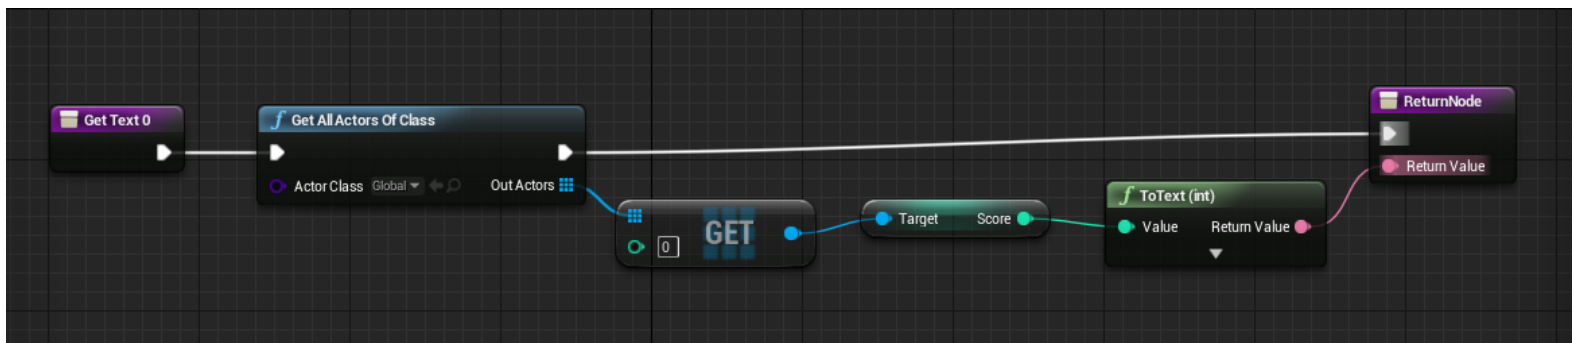 Get Text 0
f Get All Actors Of Class
Actor Class Global
Out Actors
0
GET
Target
Score
f ToText (int)
Value
Return Value
ReturnNode
Return Value